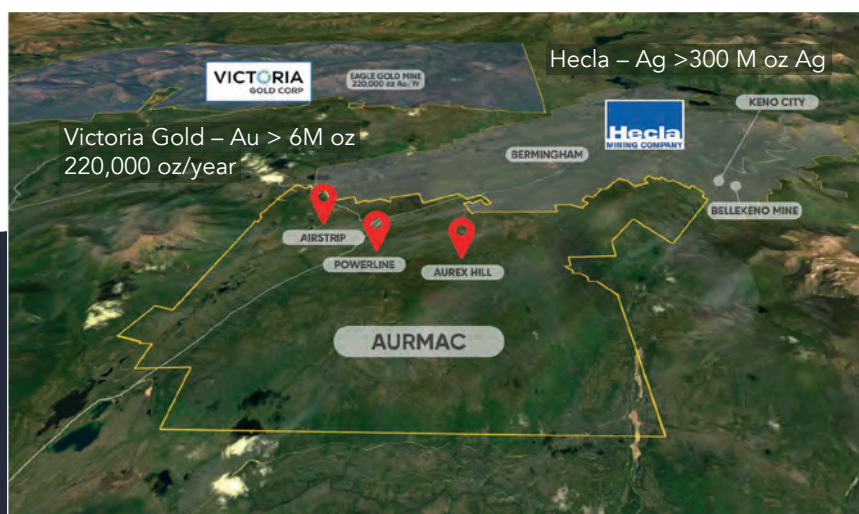 VICTORIA
GOLD CORP
EAGLE GOLD MINE
220,000 oz Au/Yr
Hecla – Ag >300 M oz Ag
Victoria Gold – Au > 6M oz
220,000 oz/year
Hecla
MINING COMPANY
KENO CITY
BERMINGHAM
BELLEKENO MINE
AIRSTRIP
POWERLINE
AUREX HILL
AURMAC